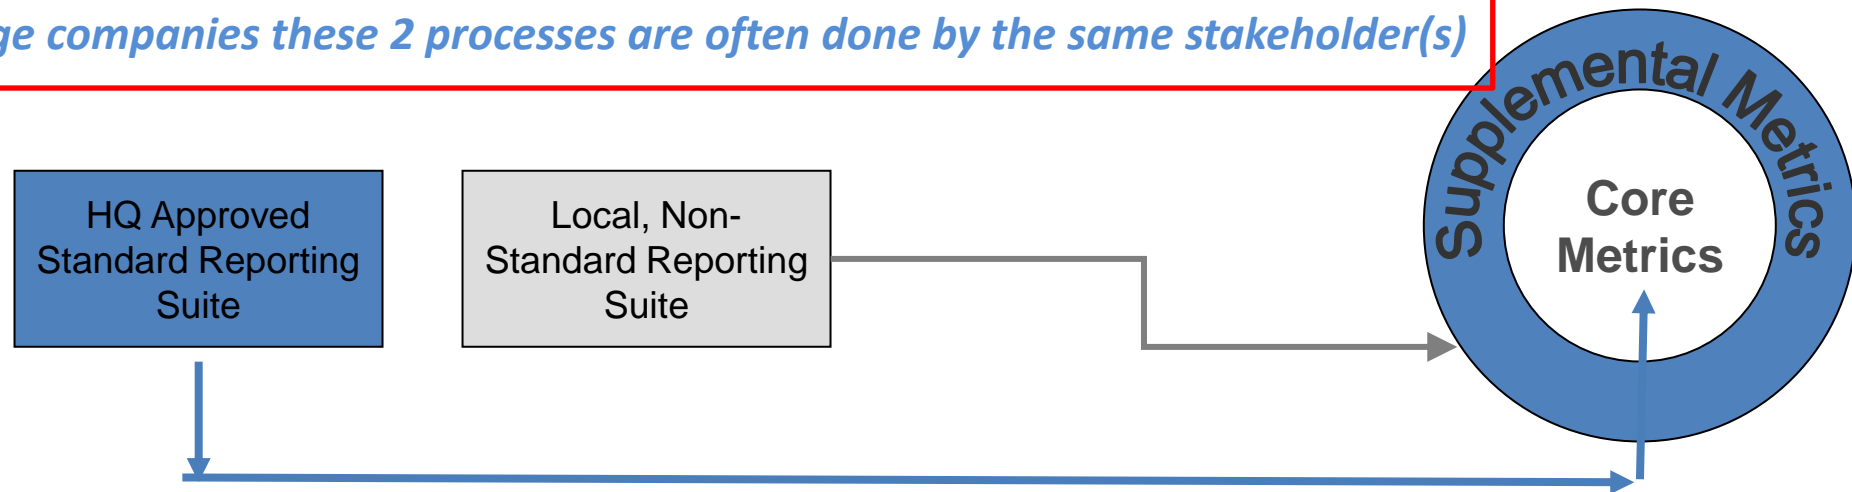 ge companies these 2 processes are often done by the same stakeholder(s)
HQ Approved
Standard Reporting
Suite
Local, Non-
Standard Reporting
Suite
Supplemental Metrics
Core
Metrics